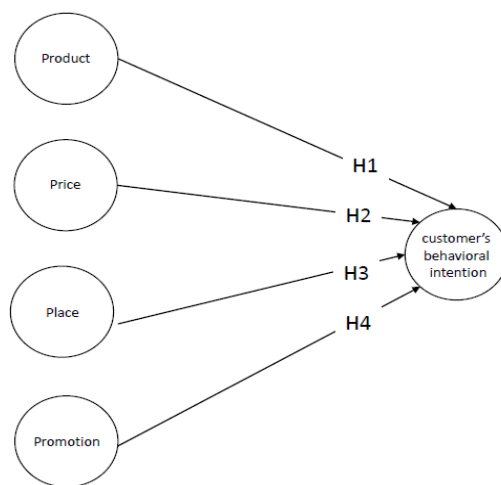 Product
H1
Price
H2
customer's
behavioral
intention
H3
Place
H4
Promotion